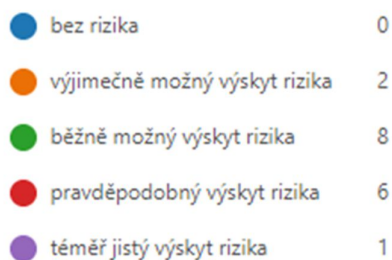 bez rizika 0
výjimečně možný výskyt rizika 2
běžně možný výskyt rizika 8
pravděpodobný výskyt rizika 6
téměř jistý výskyt rizika 1